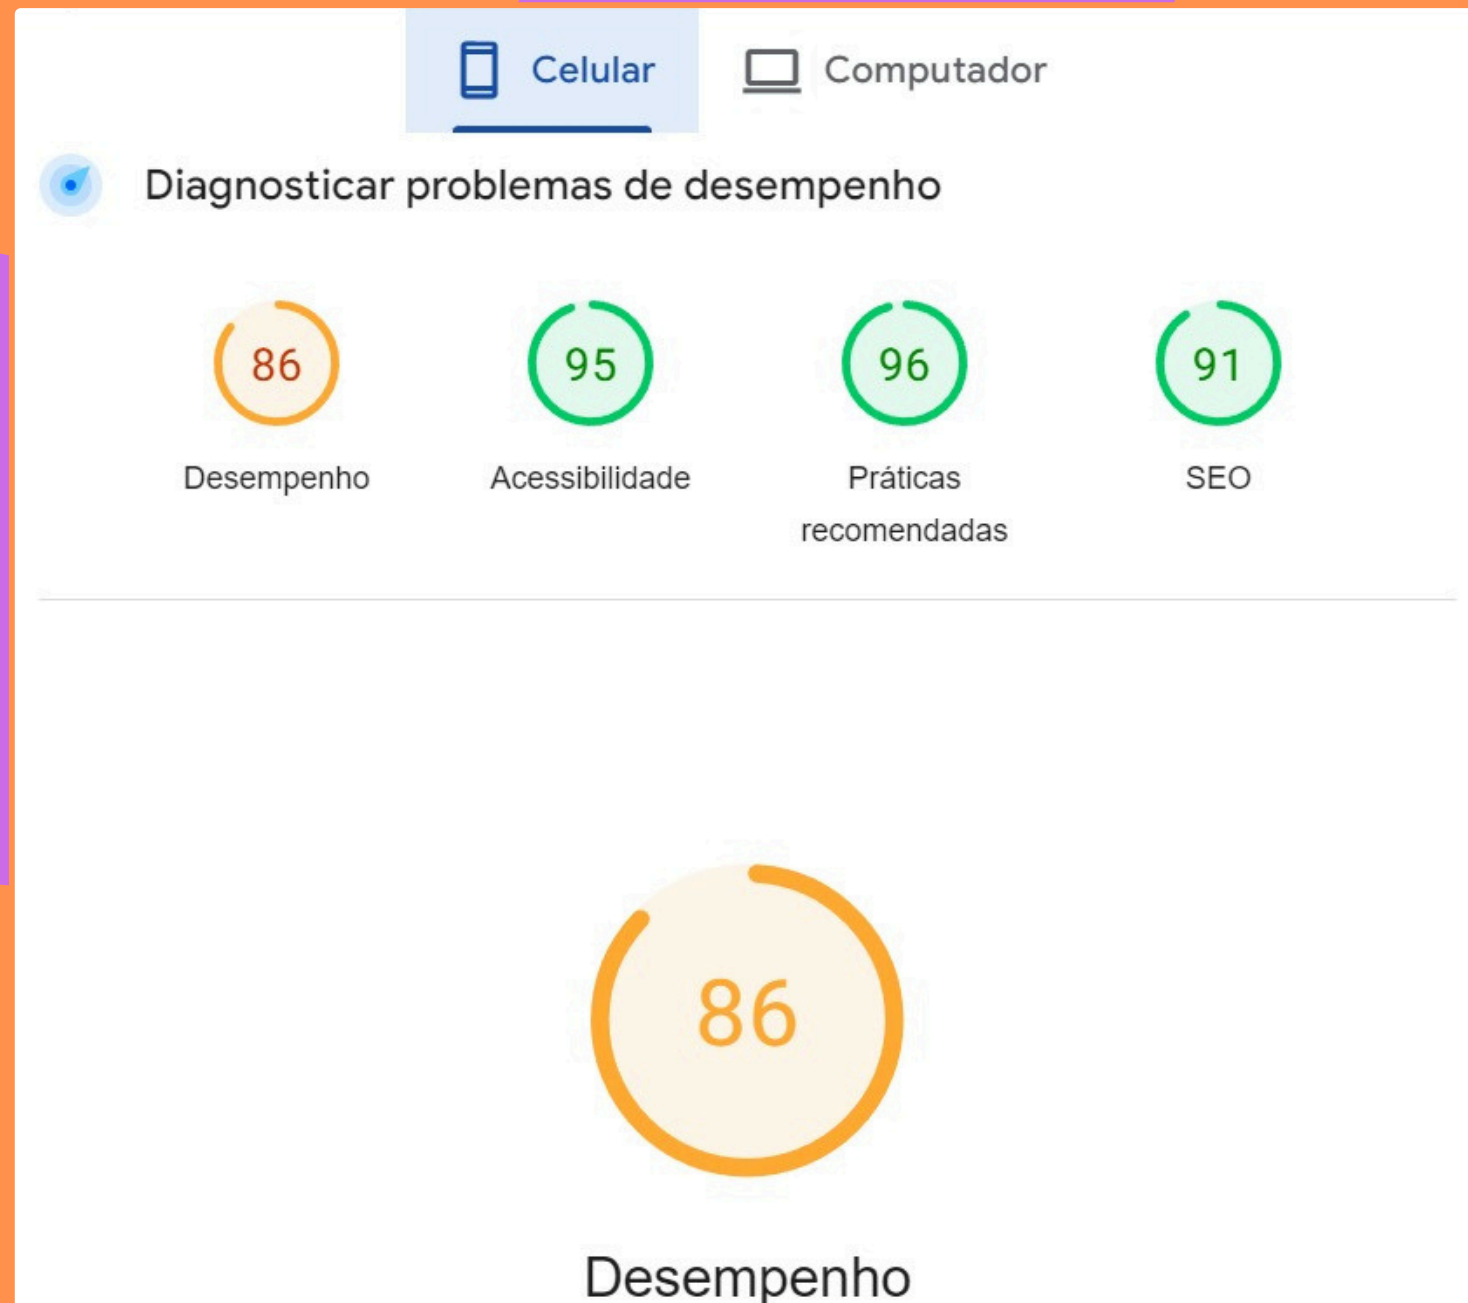 Celular Computador
Diagnosticar problemas de desempenho
86 95 96 91
Desempenho Acessibilidade Práticas SEO
recomendadas
86
Desempenho